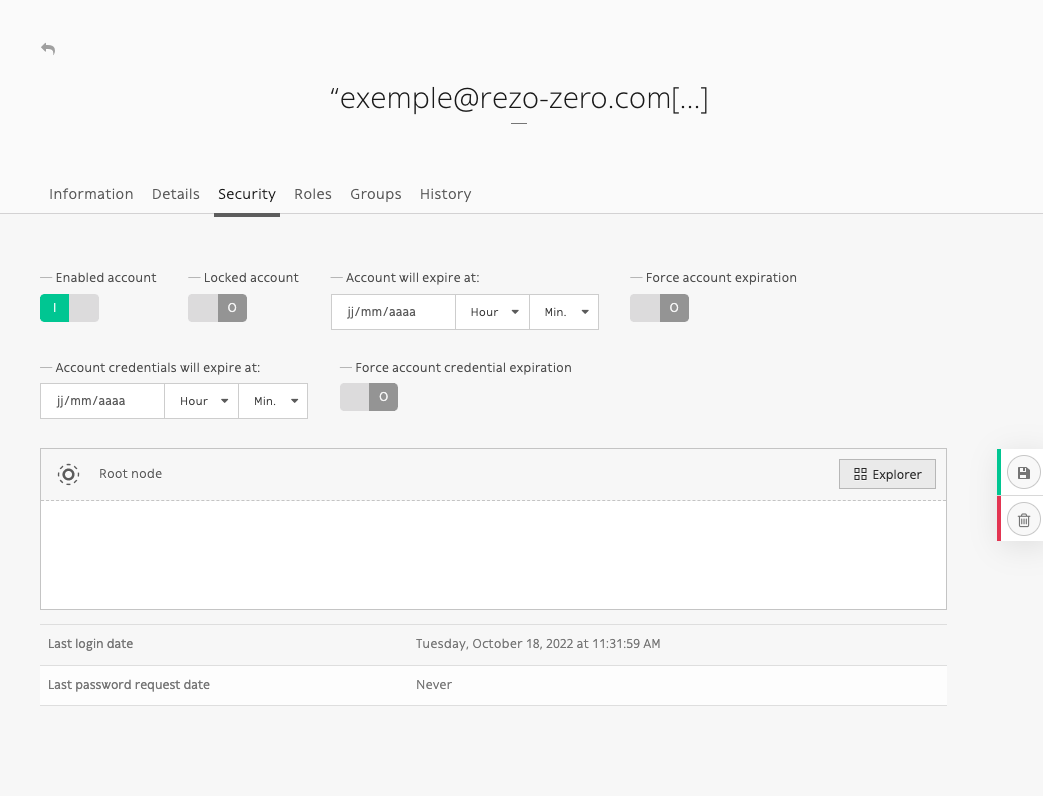 “exemple@rezo-zero.com[...]
Information Details Security Roles Groups History
Enabled account Locked account Account will expire at: Force account expiration
I O jj/mm/aaaa Hour Min. O
Account credentials will expire at: Force account credential expiration
jj/mm/aaaa Hour Min. O
Root node Explorer
Last login date Tuesday, October 18, 2022 at 11:31:59 AM
Last password request date Never